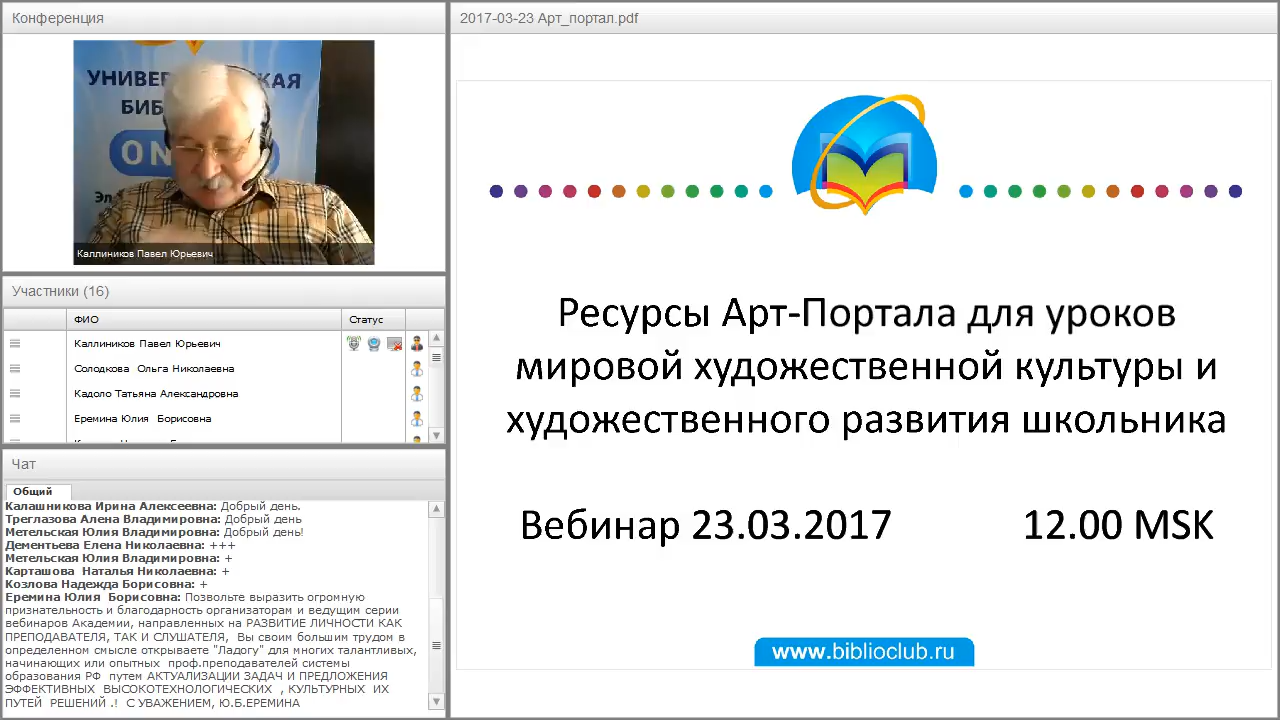 Конференция
УНИВЕР КАЯ
БИБ
ON
Эл
Каллиников Павел Юрьевич
Участники (16)
ФИО Статус
Каллиников Павел Юрьевич
Солодкова Ольга Николаевна
Кадоло Татьяна Александровна
Еремина Юлия Борисовна
Чат
Общий
Калашникова Ирина Алексеевна: Добрый день.
Треглазова Алена Владимировна: Добрый день
Метельская Юлия Владимировна: Добрый день!
Дементьева Елена Николаевна: +++
Метельская Юлия Владимировна: +
Карташова Наталья Николаевна: +
Козлова Надежда Борисовна: +
Еремина Юлия Борисовна: Позвольте выразить огромную
признательность и благодарность организаторам и ведущим серии
вебинаров Академии, направленных на РАЗВИТИЕ ЛИЧНОСТИ КАК
ПРЕПОДАВАТЕЛЯ, ТАК И СЛУШАТЕЛЯ, Вы своим большим трудом в
определенном смысле открываете "Ладогу" для многих талантливых,
начинающих или опытных проф.преподавателей системы
образования РФ путем АКТУАЛИЗАЦИИ ЗАДАЧ И ПРЕДЛОЖЕНИЯ
ЭФФЕКТИВНЫХ ВЫСОКОТЕХНОЛОГИЧЕСКИХ , КУЛЬТУРНЫХ ИХ
ПУТЕЙ РЕШЕНИЙ .! С УВАЖЕНИЕМ, Ю.Б.ЕРЕМИНА
2017-03-23 Арт_портал.pdf
Ресурсы Арт-Портала для уроков
мировой художественной культуры и
художественного развития школьника
Вебинар 23.03.2017 12.00 MSK
www.biblioclub.ru